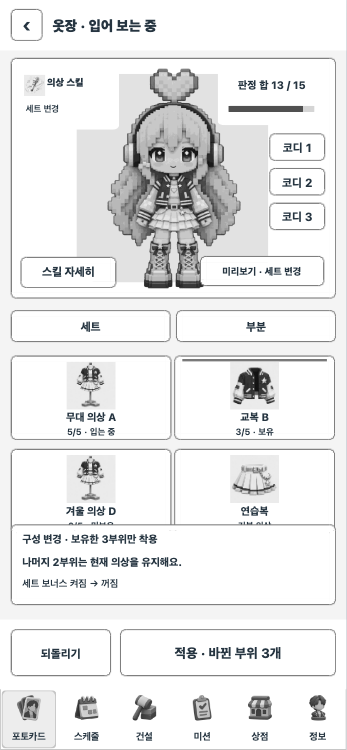 옷장 · 입어 보는 중
의상 스킬
판정 합 13 / 15
세트 변경
코디 1
코디 2
코디 3
스킬 자세히
미리보기 · 세트 변경
세트
부분
무대 의상 A
5/5 · 입는 중
교복 B
3/5 · 보유
겨울 의상 D
연습복
구성 변경 · 보유한 3부위만 착용
나머지 2부위는 현재 의상을 유지해요.
세트 보너스 켜짐 → 꺼짐
되돌리기
적용 · 바뀐 부위 3개
포토카드
스케줄
건설
미션
상점
정보